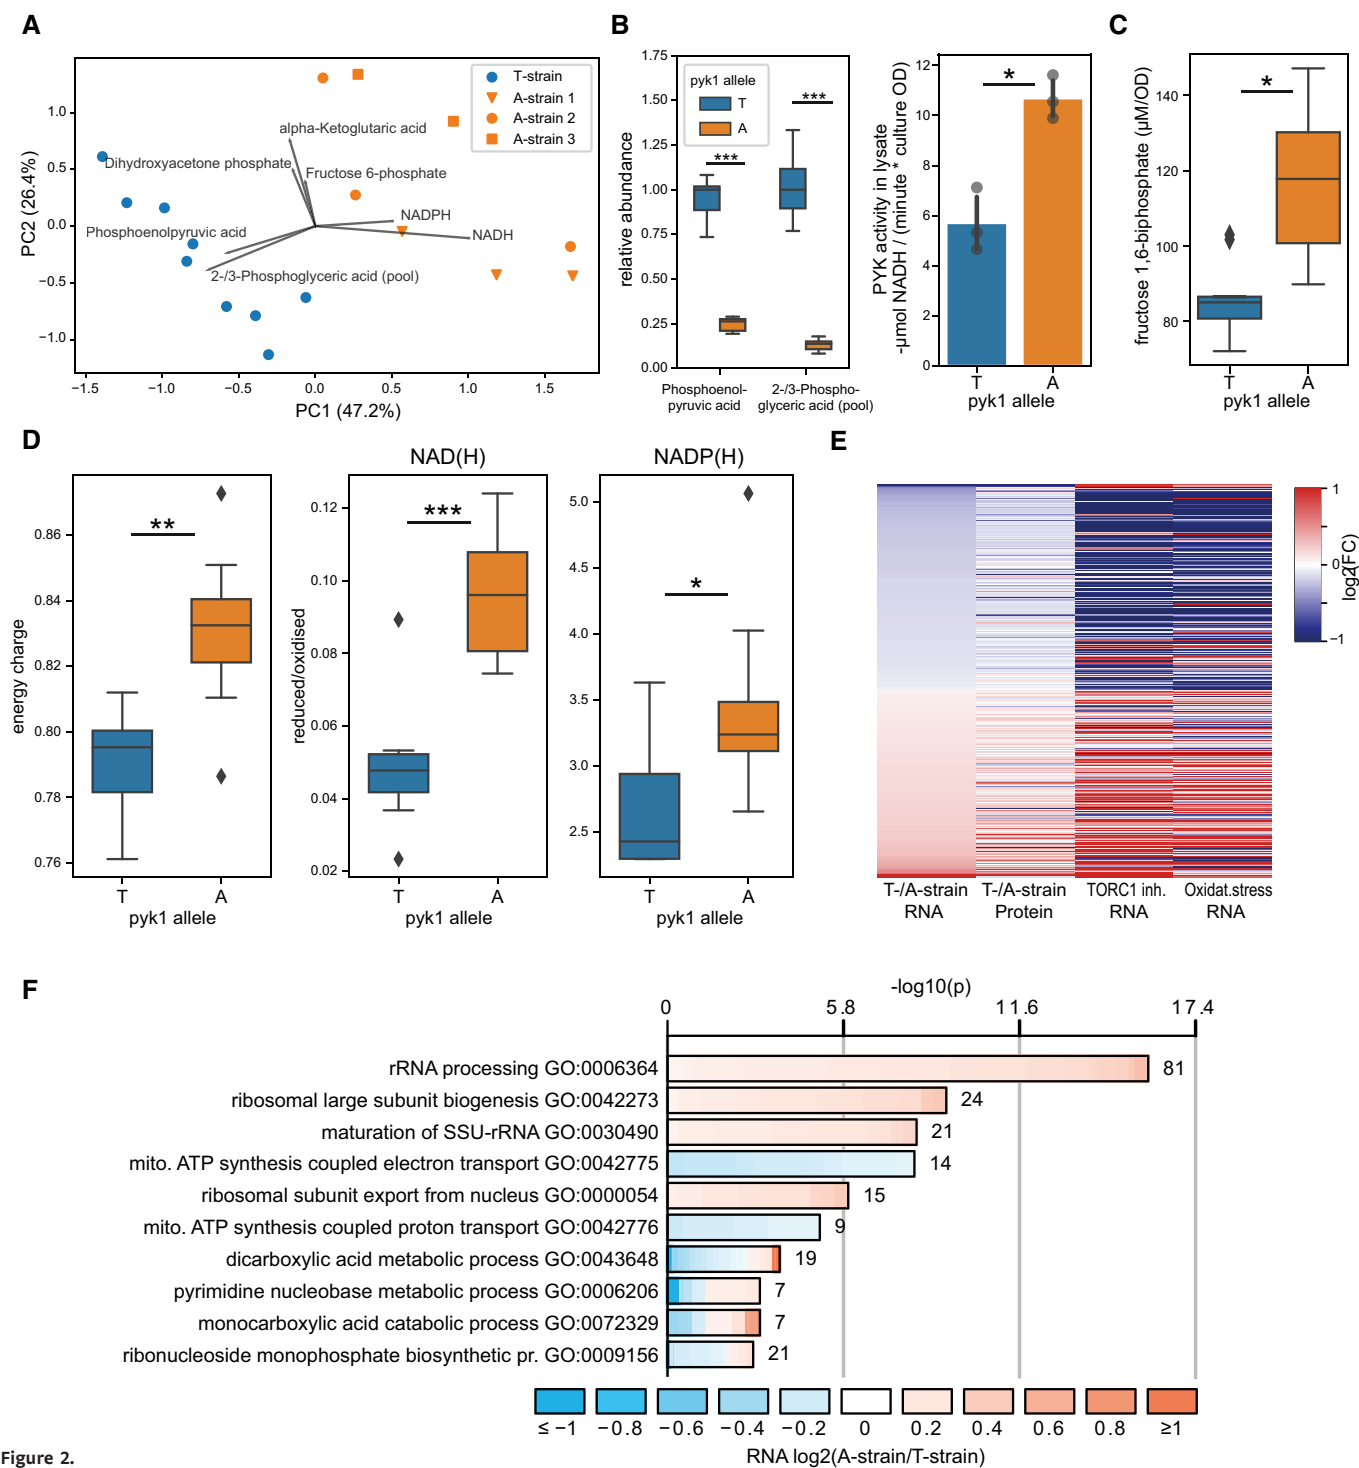 A
T-strain
A-strain 1
A-strain 2
A-strain 3
alpha-Ketoglutaric acid
Dihydroxyacetone phosphate
Fructose 6-phosphate
NADPH
NADH
Phosphoenolpyruvic acid
2-/3-Phosphoglyceric acid (pool)
1.0
0.5
0.0
−0.5
−1.0
PC2 (26.4%)
−1.5
−1.0
−0.5
0.0
0.5
1.0
1.5
PC1 (47.2%)
B
1.75
1.50
1.25
1.00
0.75
0.50
0.25
0.00
relative abundance
pyk1 allele
T
A
***
***
Phosphoenol-
pyruvic acid
2-/3-Phospho-
glyceric acid (pool)
12
10
8
6
4
2
0
PYK activity in lysate
-µmol NADH / (minute * culture OD)
*
T
A
pyk1 allele
C
140
120
100
80
fructose 1,6-biphosphate (µM/OD)
*
T
A
pyk1 allele
D
0.86
0.84
0.82
0.80
0.78
0.76
energy charge
**
T
A
pyk1 allele
NAD(H)
0.12
0.10
0.08
0.06
0.04
0.02
reduced/oxidised
***
T
A
pyk1 allele
NADP(H)
5.0
4.5
4.0
3.5
3.0
2.5
*
T
A
pyk1 allele
E
1
0
−1
log2(FC)
T-/A-strain
RNA
T-/A-strain
Protein
TORC1 inh.
RNA
Oxidat.stress
RNA
F
-log10(p)
0 5.8 11.6 17.4
rRNA processing GO:0006364 81
ribosomal large subunit biogenesis GO:0042273 24
maturation of SSU-rRNA GO:0030490 21
mito. ATP synthesis coupled electron transport GO:0042775 14
ribosomal subunit export from nucleus GO:0000054 15
mito. ATP synthesis coupled proton transport GO:0042776 9
dicarboxylic acid metabolic process GO:0043648 19
pyrimidine nucleobase metabolic process GO:0006206 7
monocarboxylic acid catabolic process GO:0072329 7
ribonucleoside monophosphate biosynthetic pr. GO:0009156 21
≤ −1 −0.8 −0.6 −0.4 −0.2 0 0.2 0.4 0.6 0.8 ≥1
RNA log2(A-strain/T-strain)
Figure 2.